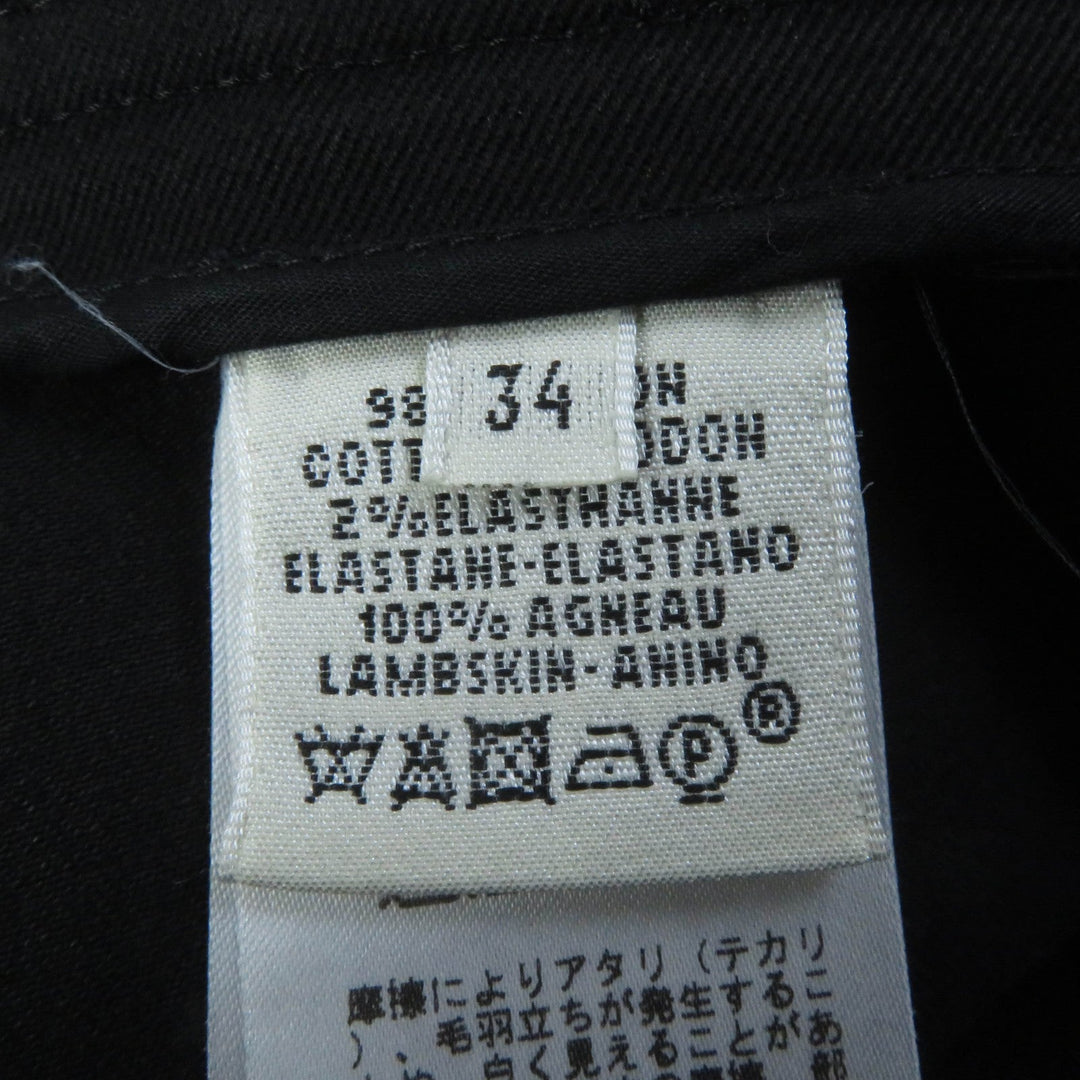 34
98
COTT
2%ELASTHANNE
ELASTANE-ELASTANO
100% AGNEAU
LAMBSKIN-ANINO
P ®
摩擦によりアタリ(テカリ
)、毛羽立ちが発生するこ
白く見えることがあ